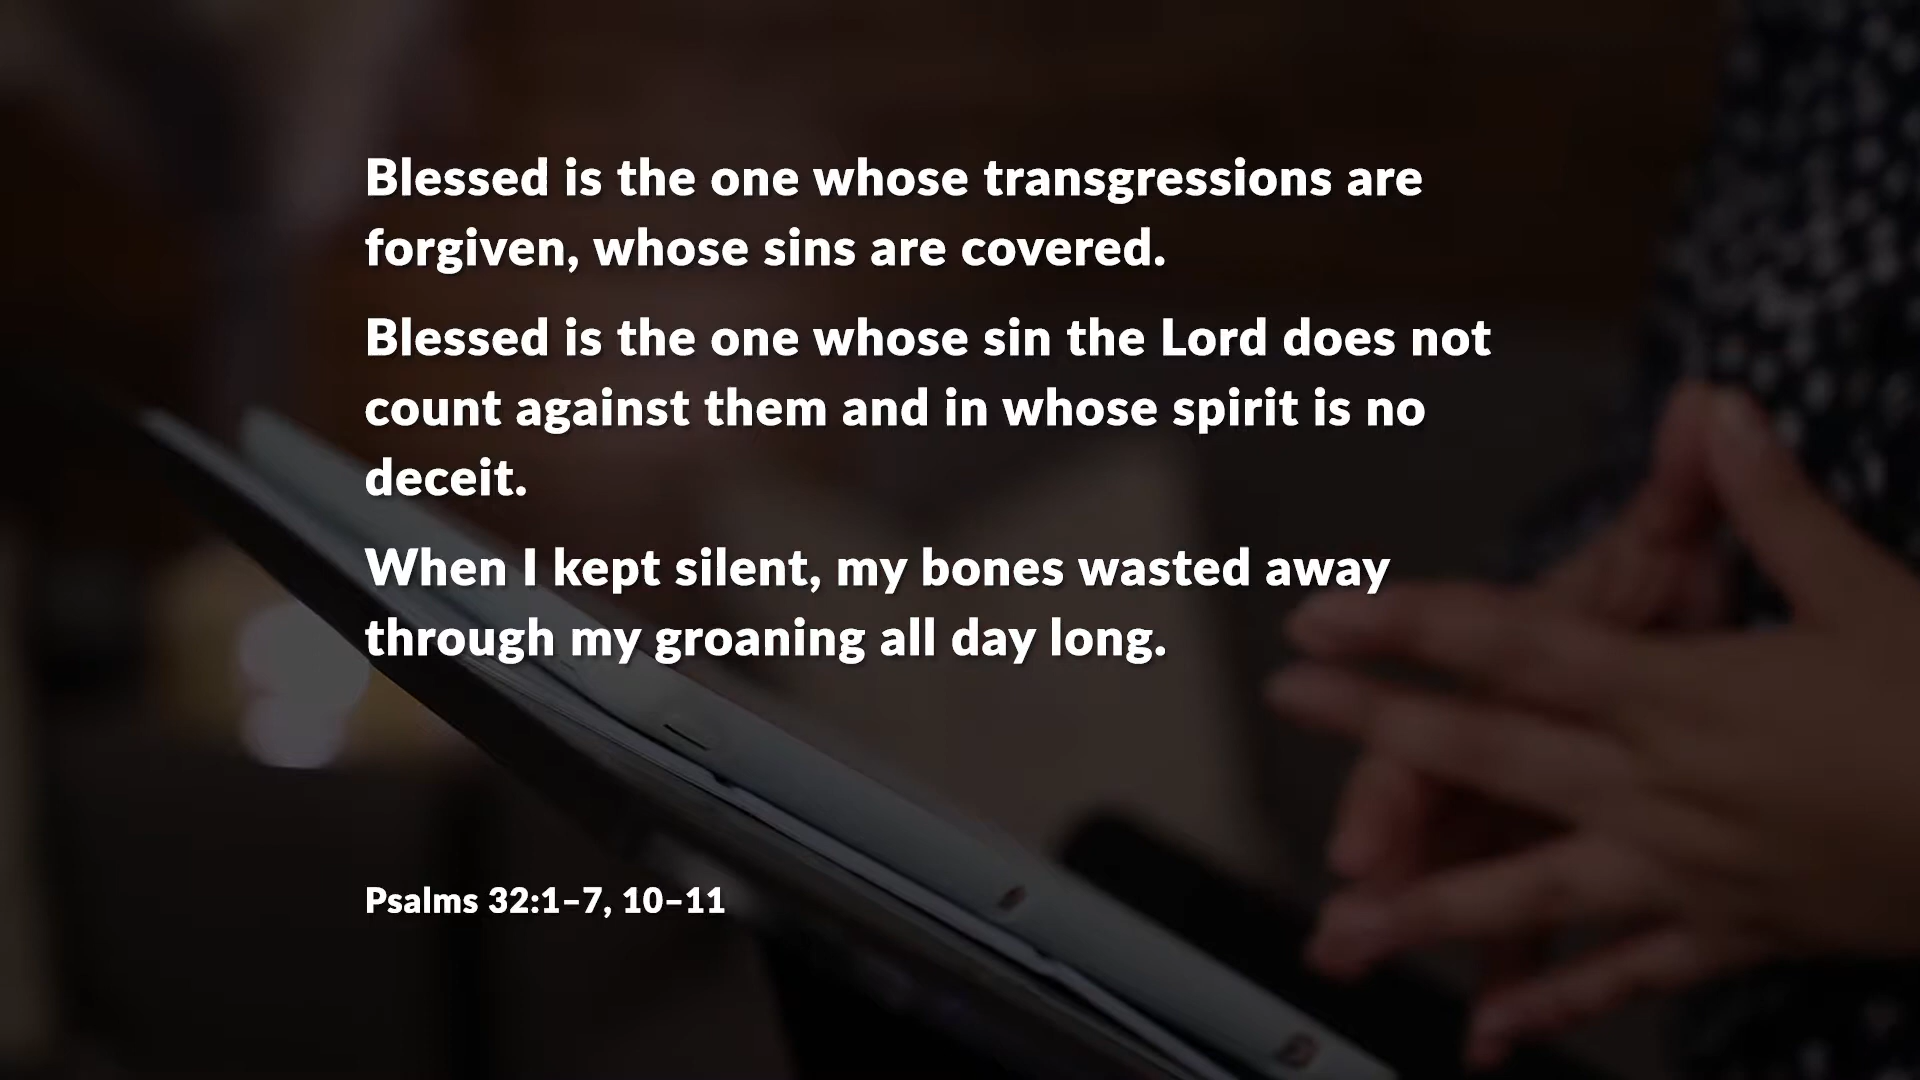 Blessed is the one whose transgressions are
forgiven, whose sins are covered.
Blessed is the one whose sin the Lord does not
count against them and in whose spirit is no
deceit.
When I kept silent, my bones wasted away
through my groaning all day long.
Psalms 32:1–7, 10–11